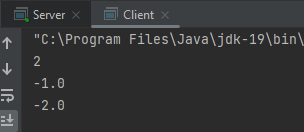 Server
Client
"C:\Program Files\Java\jdk-19\bin\
2
-1.0
-2.0